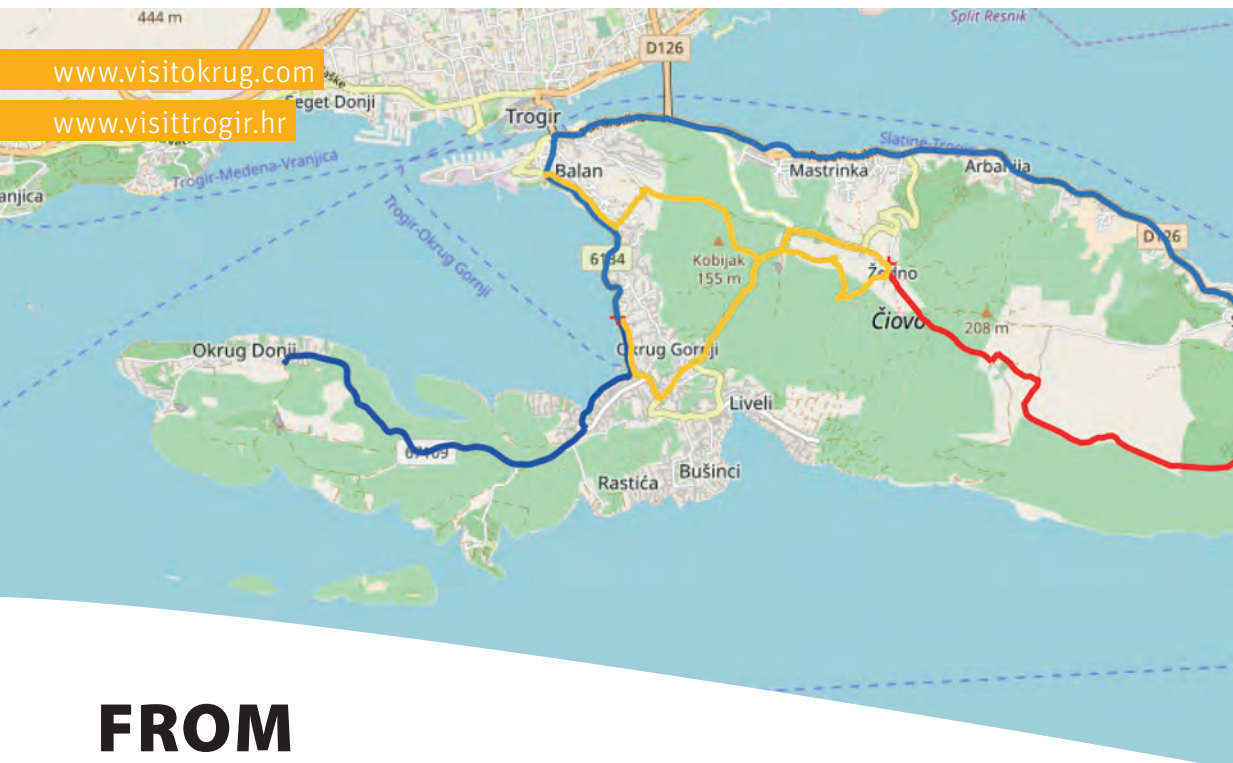 444 m
Split Resnik
D126
www.visitokrug.com
Seget Donji
www.visittrogir.hr
Trogir
Slatine-Trogir
Trogir-Medena-Vranjica
Balan
Mastrinka
Arbanija
anjica
Trogir-Okrug Gornji
D126
6134
Kobijak
155 m
Žedno
Čiovo
208 m
Okrug Donji
Okrug Gornji
Liveli
67109
Bušinci
Rastića
FROM